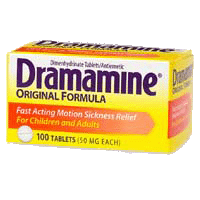 Dimenhydrinate Tablets/Antiemetic
Dramamine®
ORIGINAL FORMULA
Fast Acting Motion Sickness Relief
For Children and Adults
100 TABLETS (50 MG EACH)